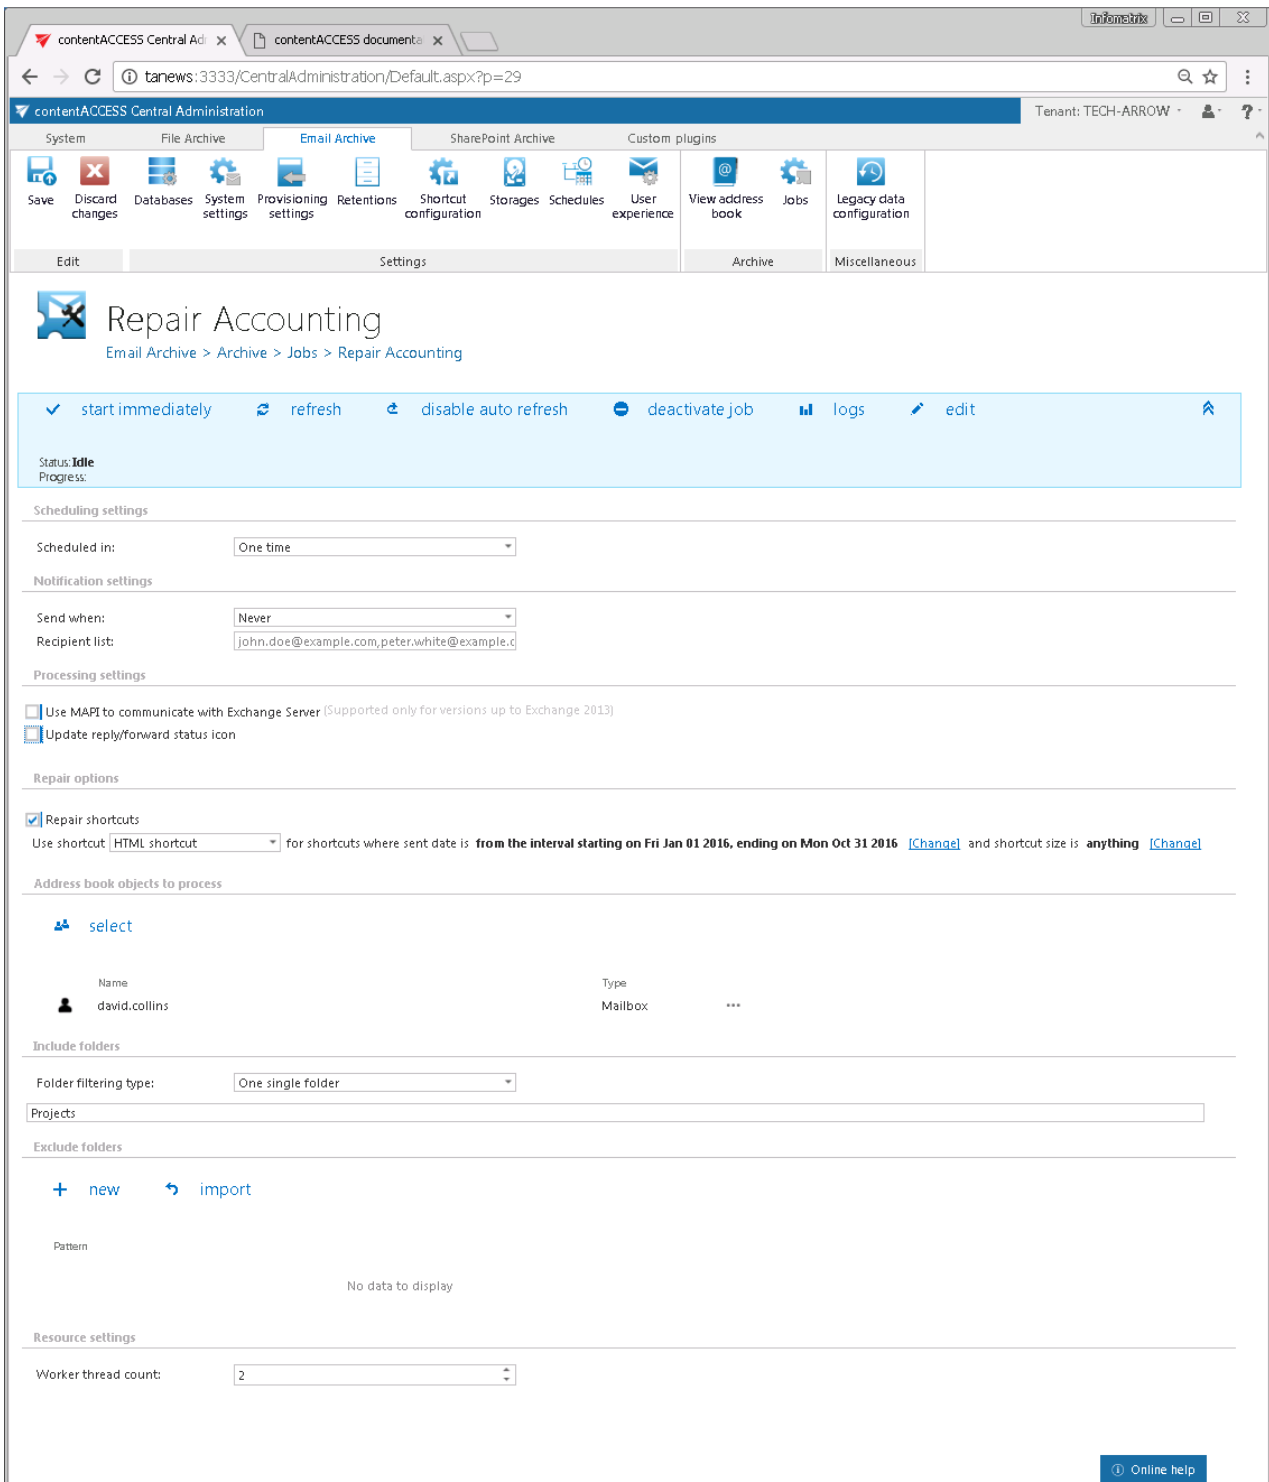 Infomatrix
contentACCESS Central Adr
contentACCESS documenta
tanews:3333/CentralAdministration/Default.aspx?p=29
contentACCESS Central Administration
Tenant: TECH-ARROW
?
System File Archive Email Archive SharePoint Archive Custom plugins
Save
Discard changes
Databases
System settings
Provisioning settings
Retentions
Shortcut configuration
Storages
Schedules
User experience
View address book
Jobs
Legacy data configuration
Edit Settings Archive Miscellaneous
Repair Accounting
Email Archive > Archive > Jobs > Repair Accounting
start immediately refresh disable auto refresh deactivate job logs edit
Status: Idle
Progress:
Scheduling settings
Scheduled in: One time
Notification settings
Send when: Never
Recipient list: john.doe@example.com,peter.white@example.c
Processing settings
Use MAPI to communicate with Exchange Server (Supported only for versions up to Exchange 2013)
Update reply/forward status icon
Repair options
Repair shortcuts
Use shortcut HTML shortcut for shortcuts where sent date is from the interval starting on Fri Jan 01 2016, ending on Mon Oct 31 2016 [Change] and shortcut size is anything [Change]
Address book objects to process
select
Name Type
david.collins Mailbox ...
Include folders
Folder filtering type: One single folder
Projects
Exclude folders
+ new import
Pattern
No data to display
Resource settings
Worker thread count: 2
Online help